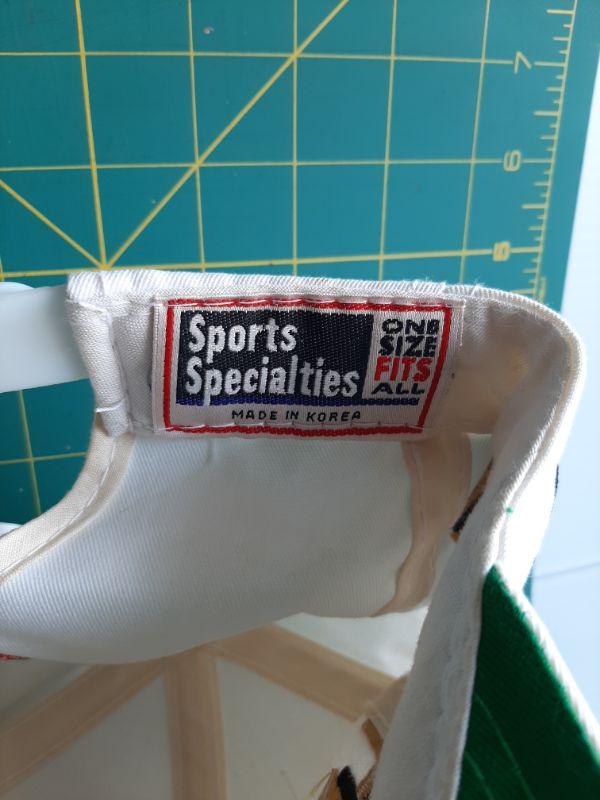 7
6
5
Sports
Specialties
ONE
SIZE
FITS
ALL
MADE IN KOREA